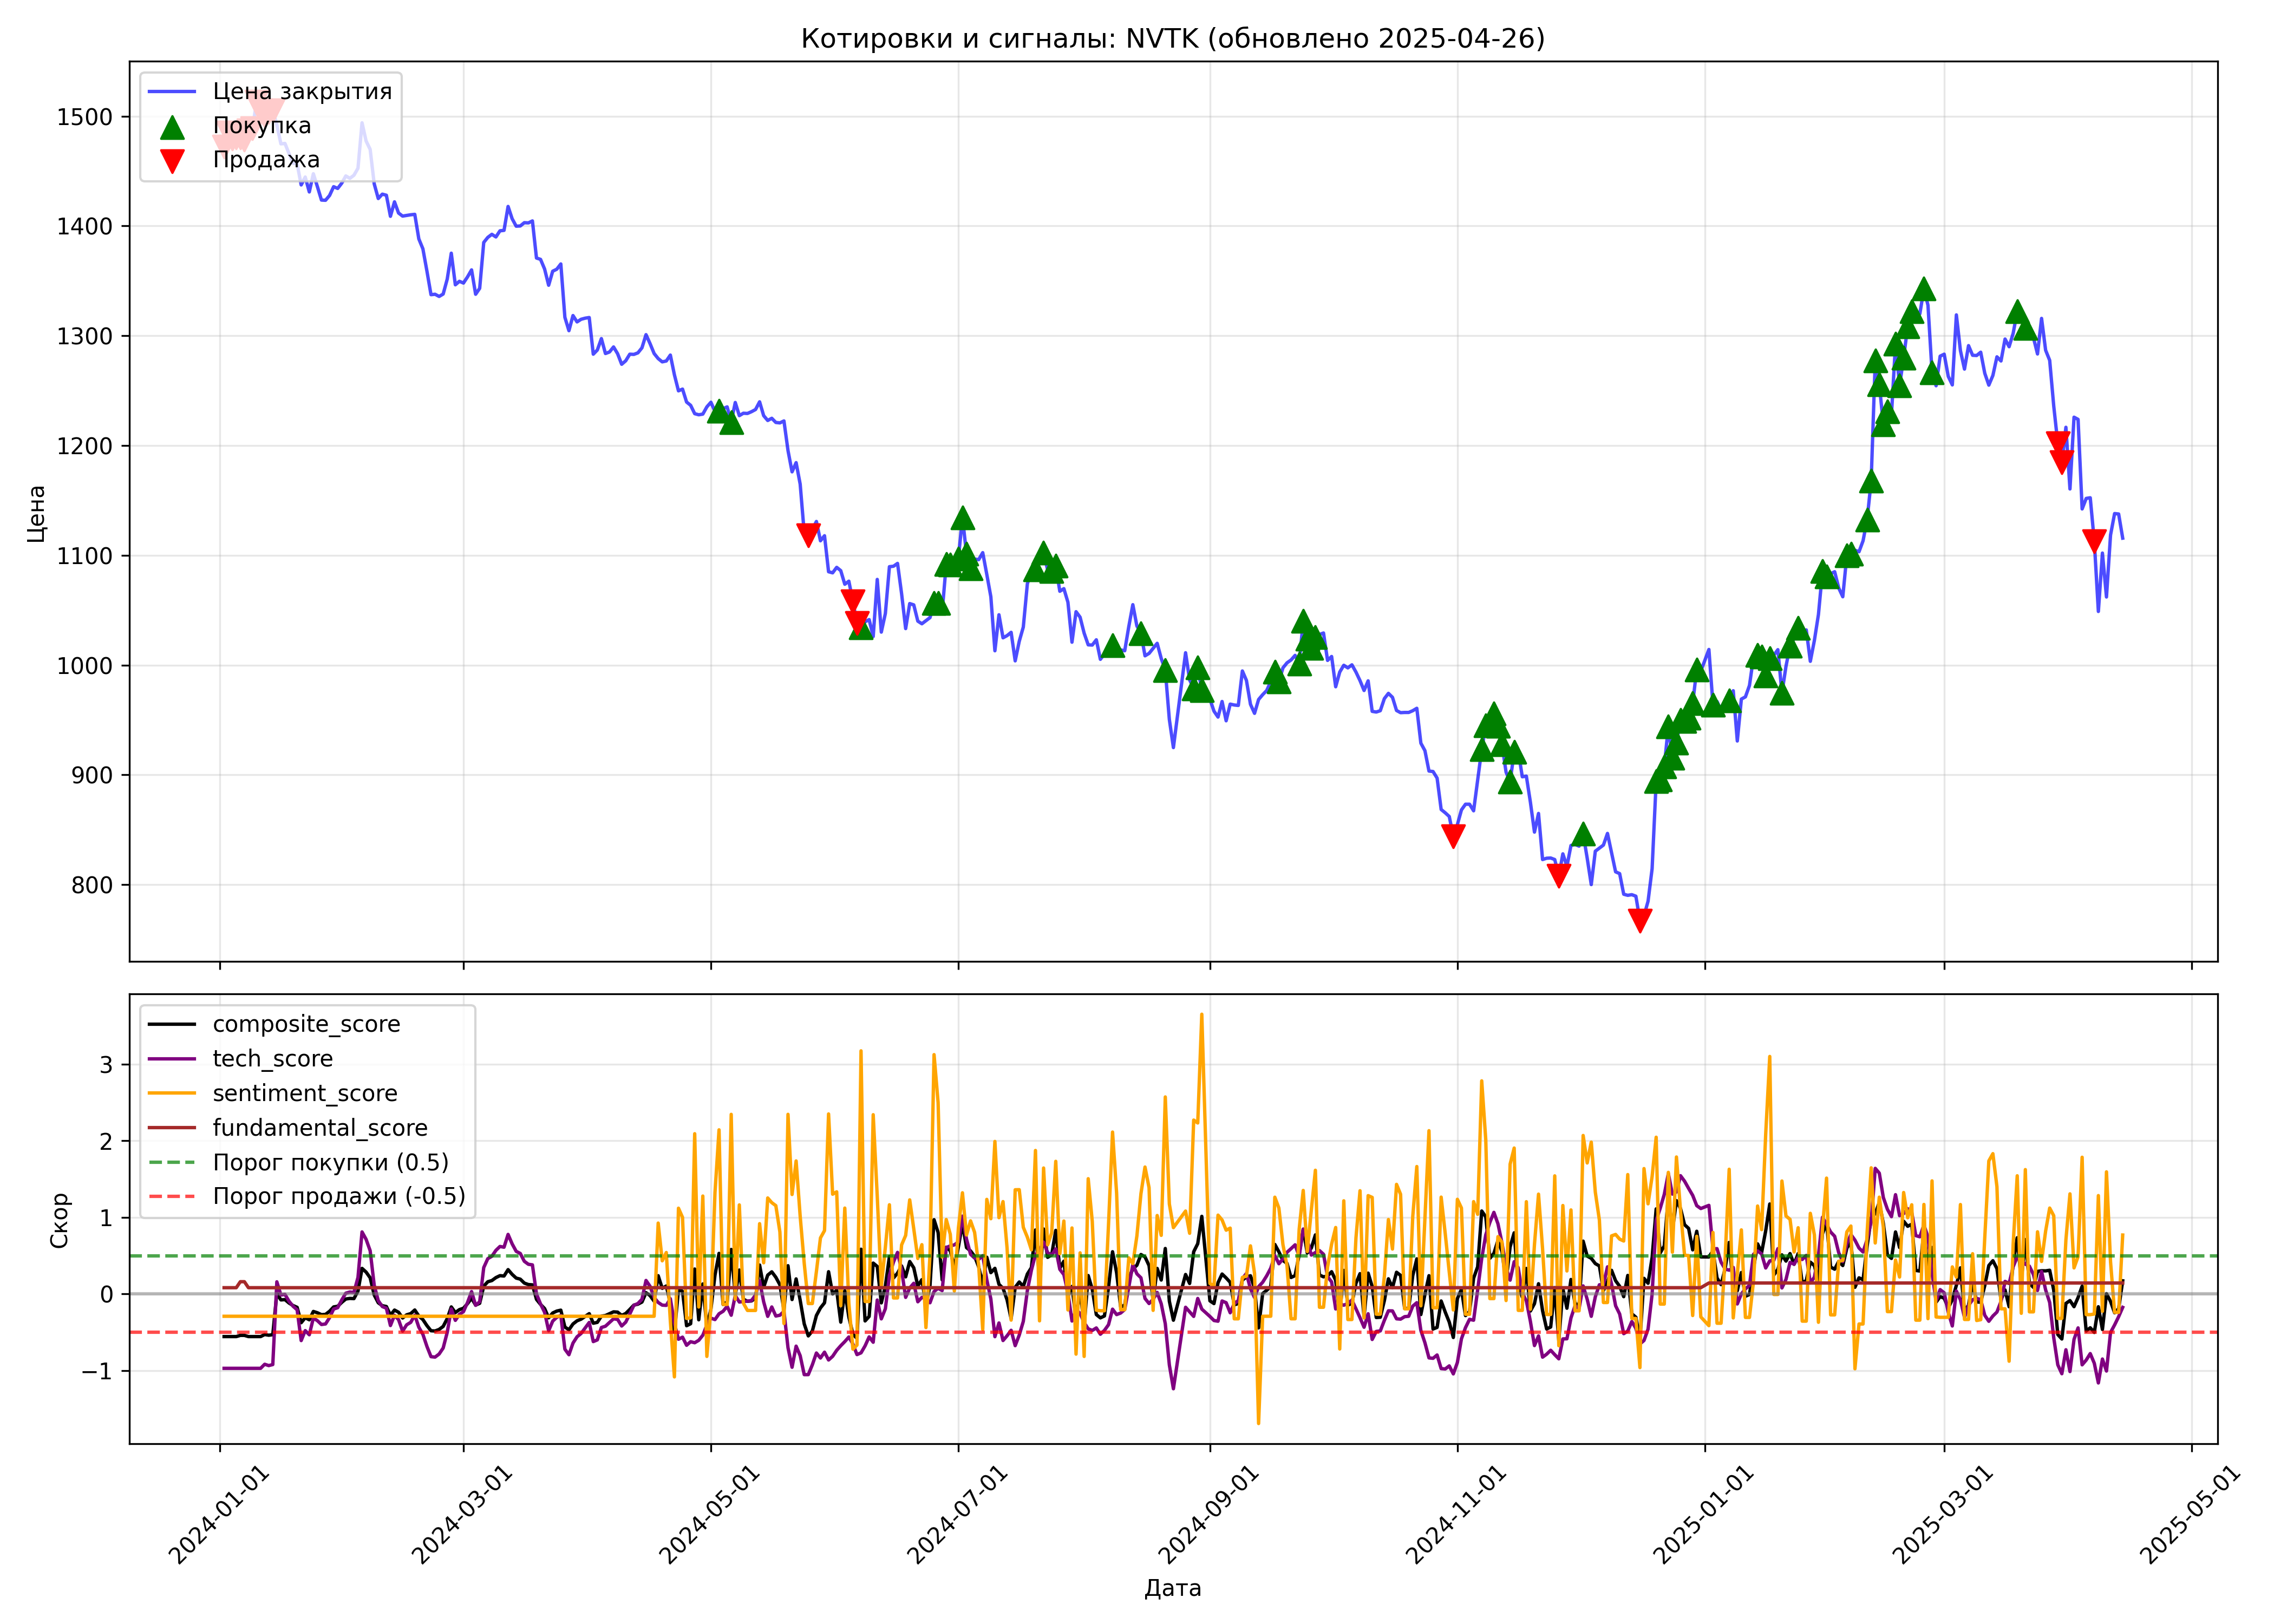 Котировки и сигналы: NVTK (обновлено 2025-04-26)
Цена закрытия
Покупка
Продажа
1500
1400
1300
1200
1100
1000
900
800
Цена
composite_score
tech_score
sentiment_score
fundamental_score
Порог покупки (0.5)
Порог продажи (-0.5)
3
2
1
0
−1
Скор
2024-01-01
2024-03-01
2024-05-01
2024-07-01
2024-09-01
2024-11-01
2025-01-01
2025-03-01
2025-05-01
Дата